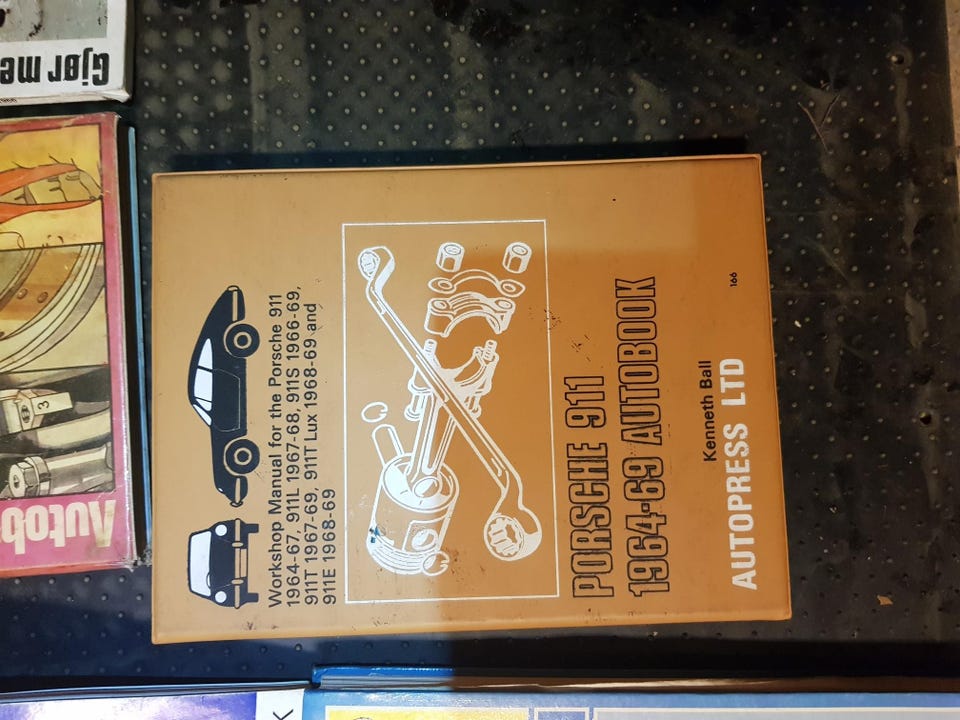 Workshop Manual for the Porsche 911
1964-67, 911L 1967-68, 911S 1966-69,
911T 1967-69, 911T Lux 1968-69 and
911E 1968-69
PORSCHE 911
1964-69 AUTOBOOK
166
Kenneth Ball
AUTOPRESS LTD
Gjør me
Autob
3
K